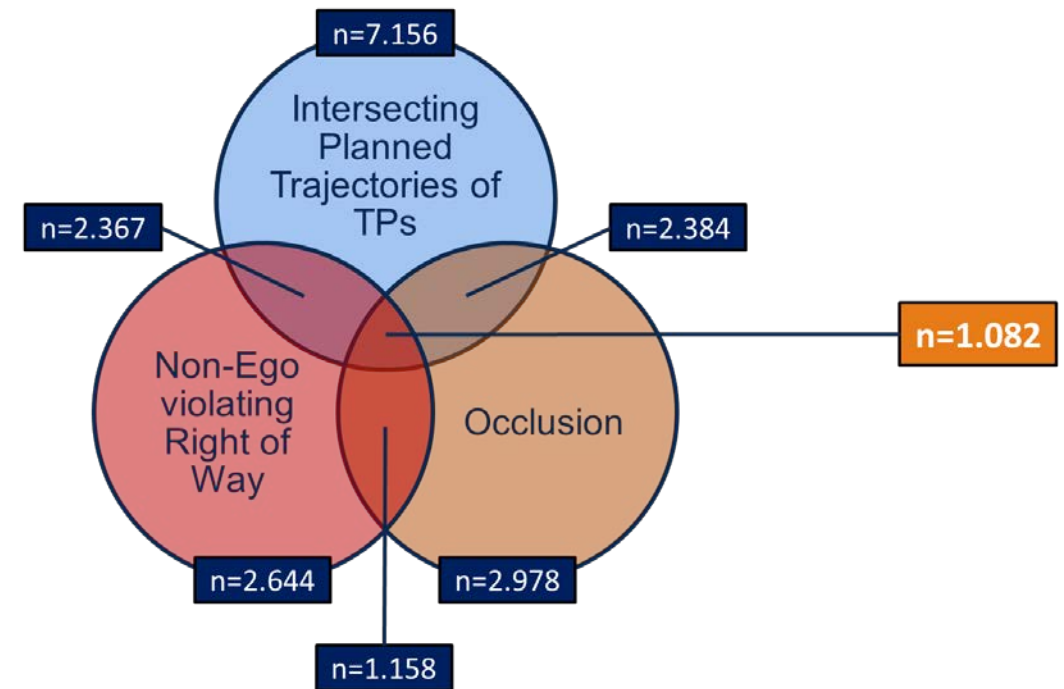 n=7.156
Intersecting
Planned
Trajectories of
TPs
n=2.367
n=2.384
n=1.082
Non-Ego
violating
Right of
Way
Occlusion
n=2.644
n=2.978
n=1.158